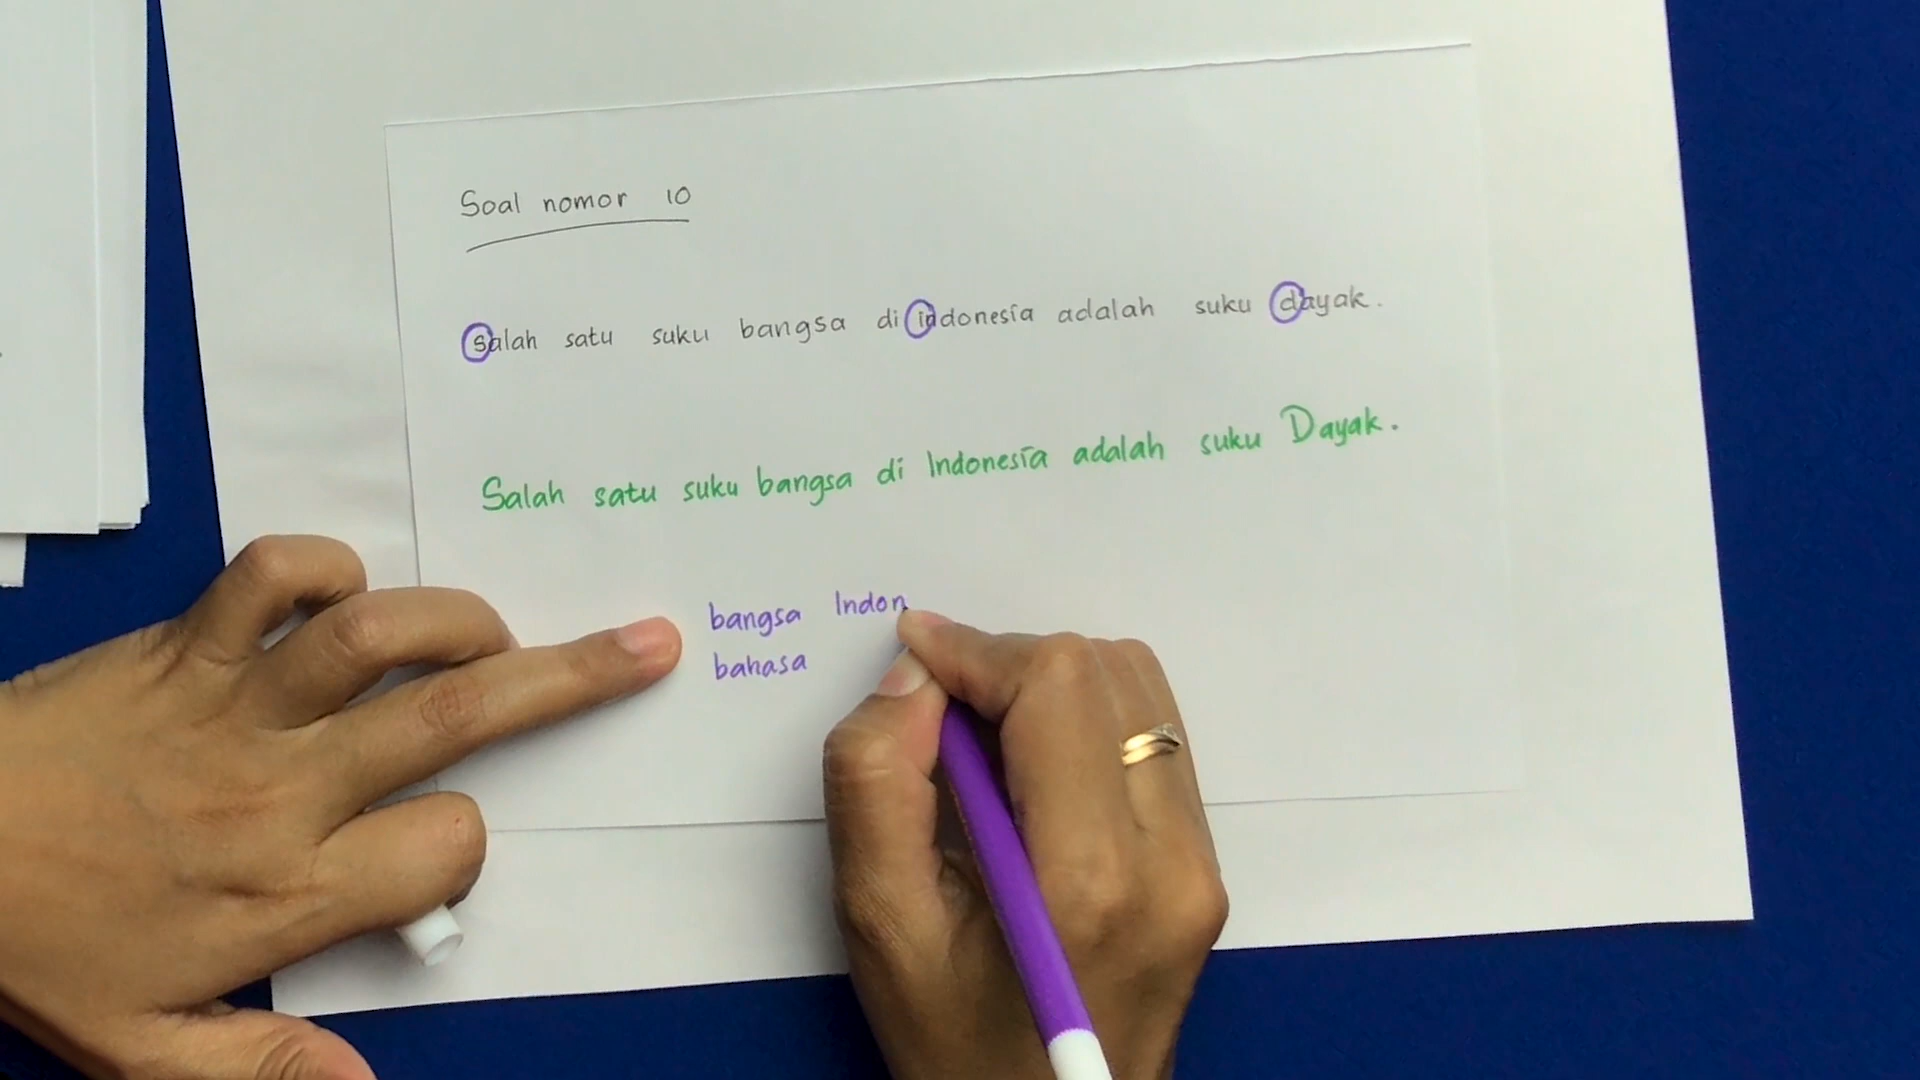 Soal nomor 10
salah satu suku bangsa di indonesia adalah suku dayak.
Salah satu suku bangsa di Indonesia adalah suku Dayak.
bangsa Indon
bahasa